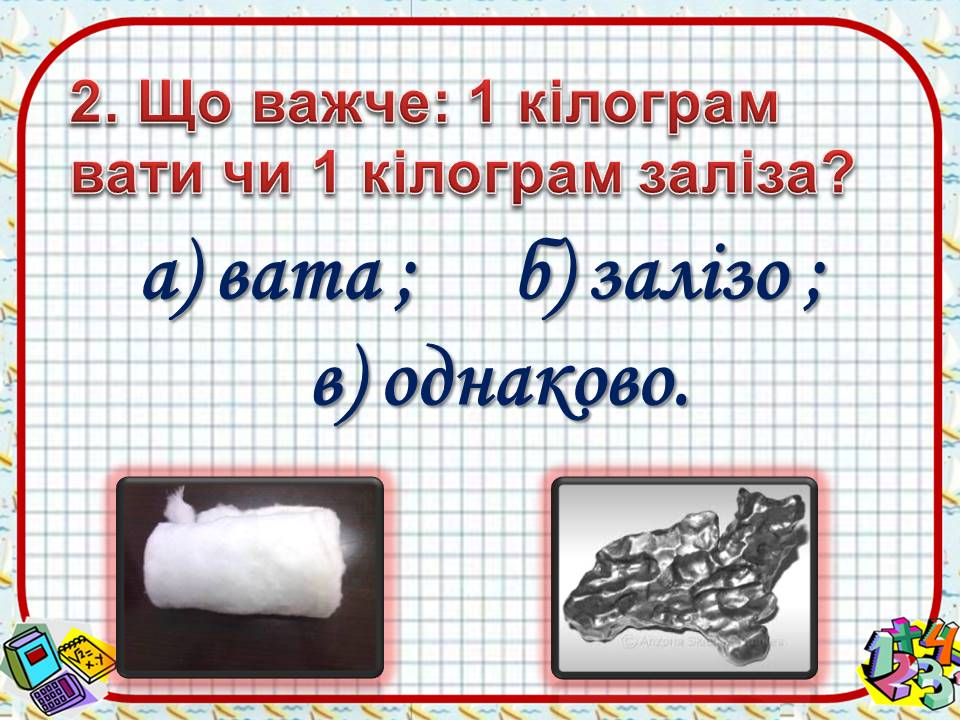 2. Що важче: 1 кілограм
вати чи 1 кілограм заліза?
а) вата ; б) залізо ;
в) однаково.